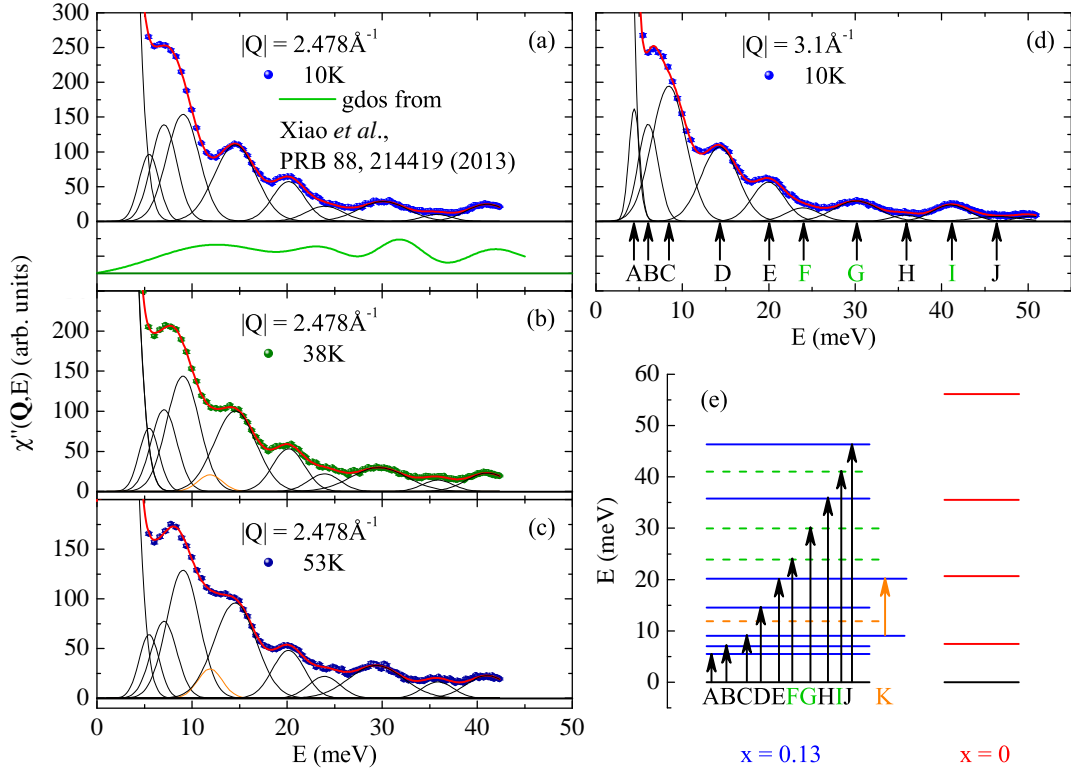 χ''(Q,E) (arb. units)
300
250
200
150
100
50
0
|Q| = 2.478Å⁻¹
(a)
10K
gdos from
Xiao et al.,
PRB 88, 214419 (2013)
200
150
100
50
0
|Q| = 2.478Å⁻¹
(b)
38K
150
100
50
0
|Q| = 2.478Å⁻¹
(c)
53K
0 10 20 30 40 50
E (meV)
|Q| = 3.1Å⁻¹
(d)
10K
A B C D E F G H I J
0 10 20 30 40 50
E (meV)
(e)
E (meV)
60
50
40
30
20
10
0
A B C D E F G H I J K
x = 0.13 x = 0